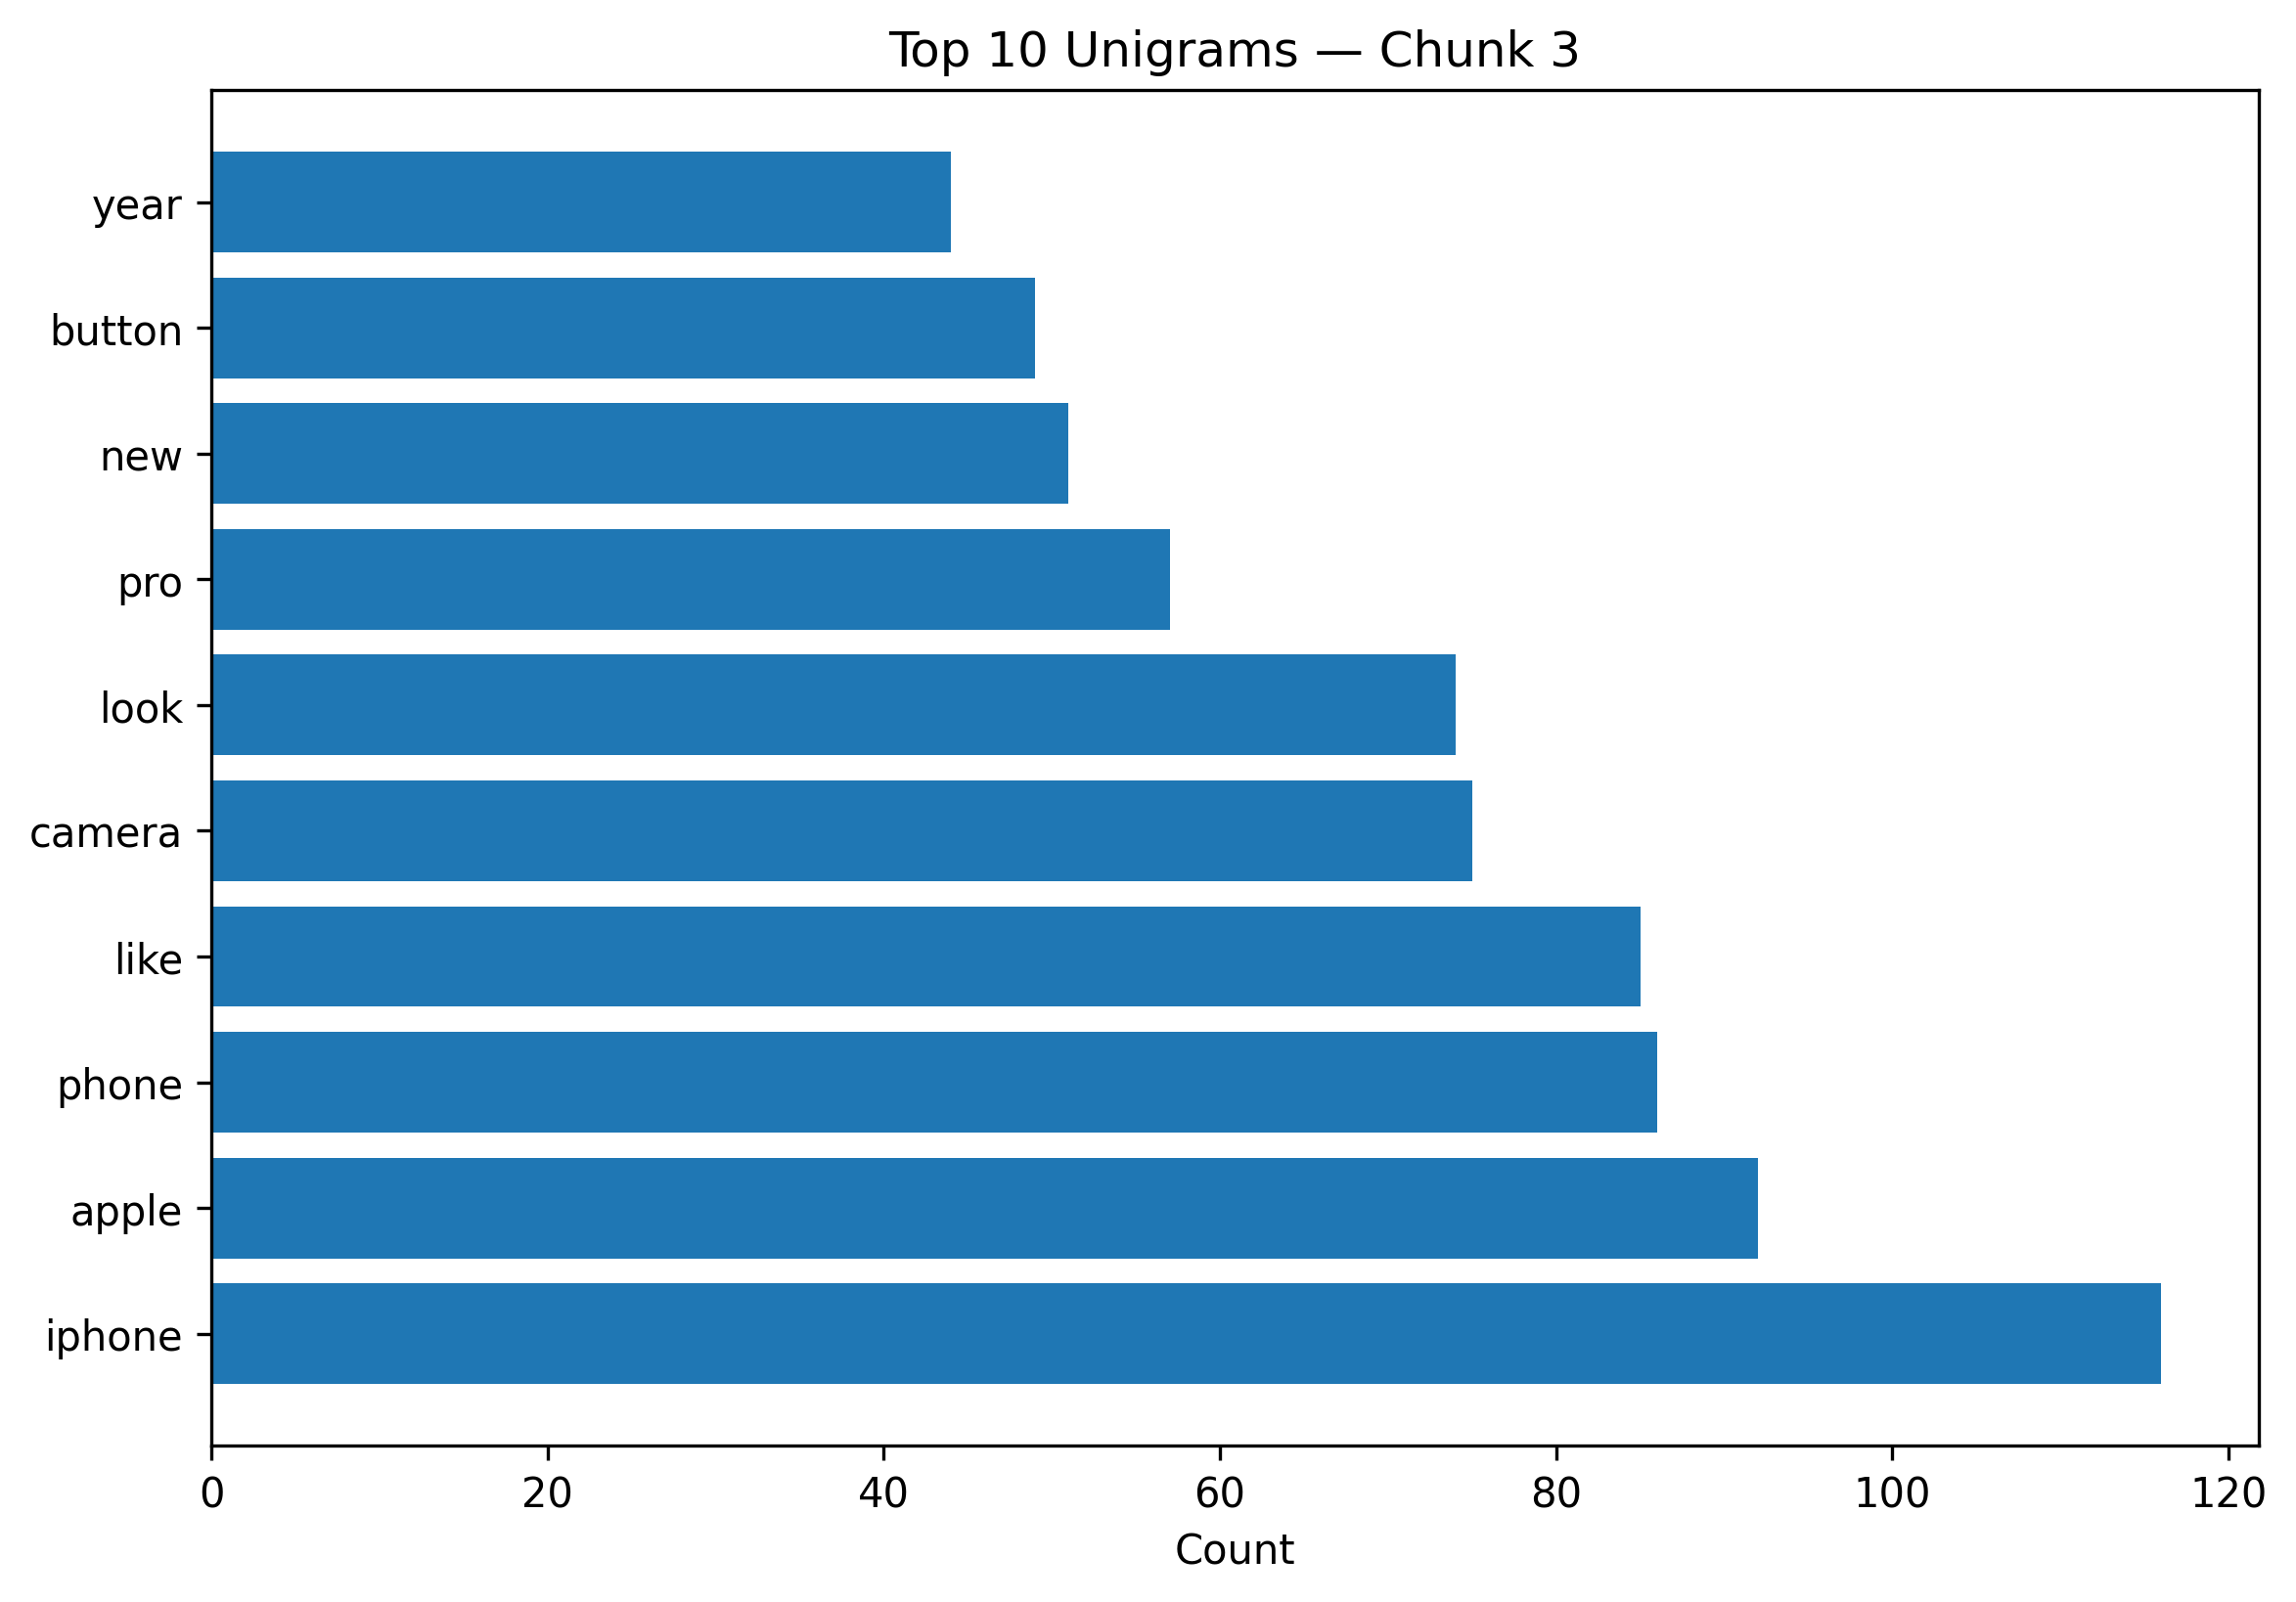 Top 10 Unigrams — Chunk 3
year
button
new
pro
look
camera
like
phone
apple
iphone
0 20 40 60 80 100 120
Count